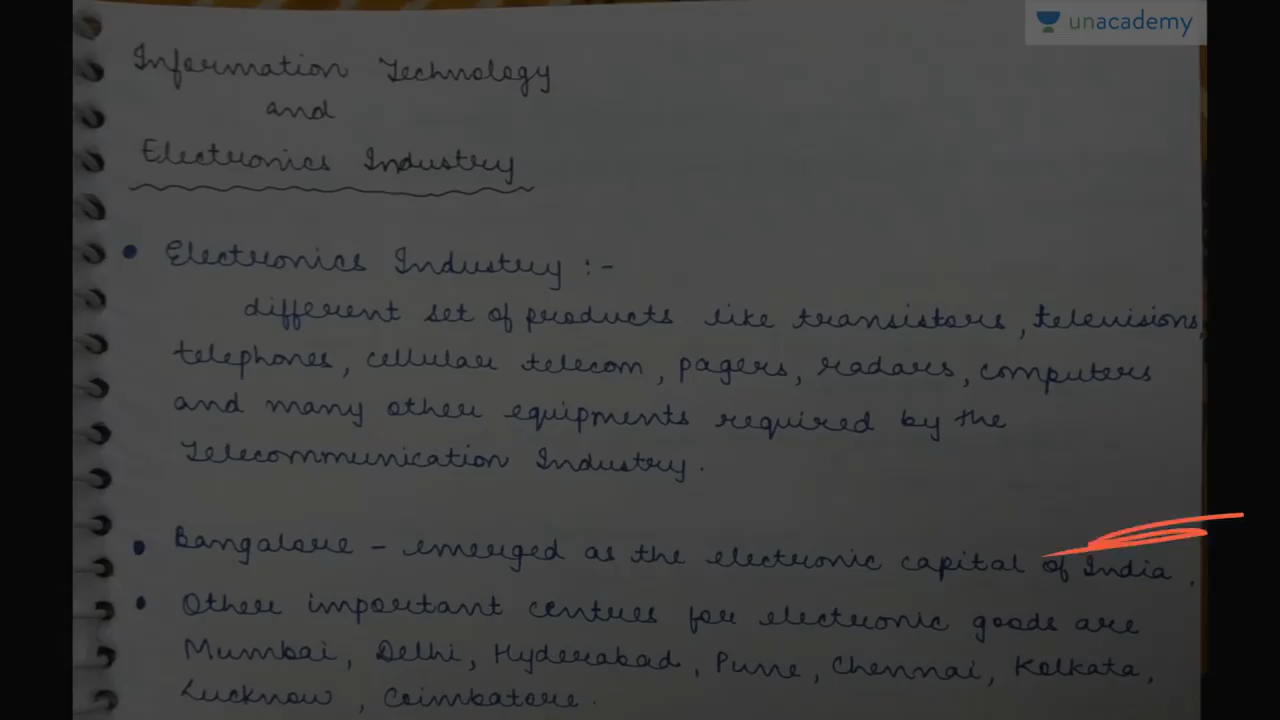 unacademy
Information Technology
and
Electronics Industry
• Electronics Industry :-
different set of products like transistors, televisions,
telephones, cellular telecom, pagers, radars, computers
and many other equipments required by the
Telecommunication Industry.
• Bangalore - emerged as the electronic capital of India.
• Other important centres for electronic goods are
Mumbai, Delhi, Hyderabad, Pune, Chennai, Kolkata,
Lucknow, Coimbatore.